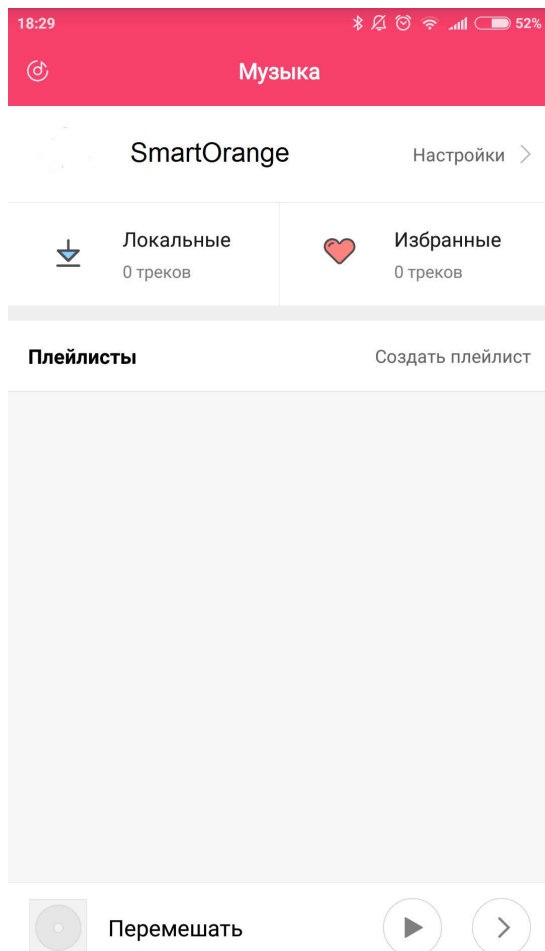 18:29 52%
Музыка
SmartOrange Настройки
Локальные Избранные
0 треков 0 треков
Плейлисты Создать плейлист
Перемешать